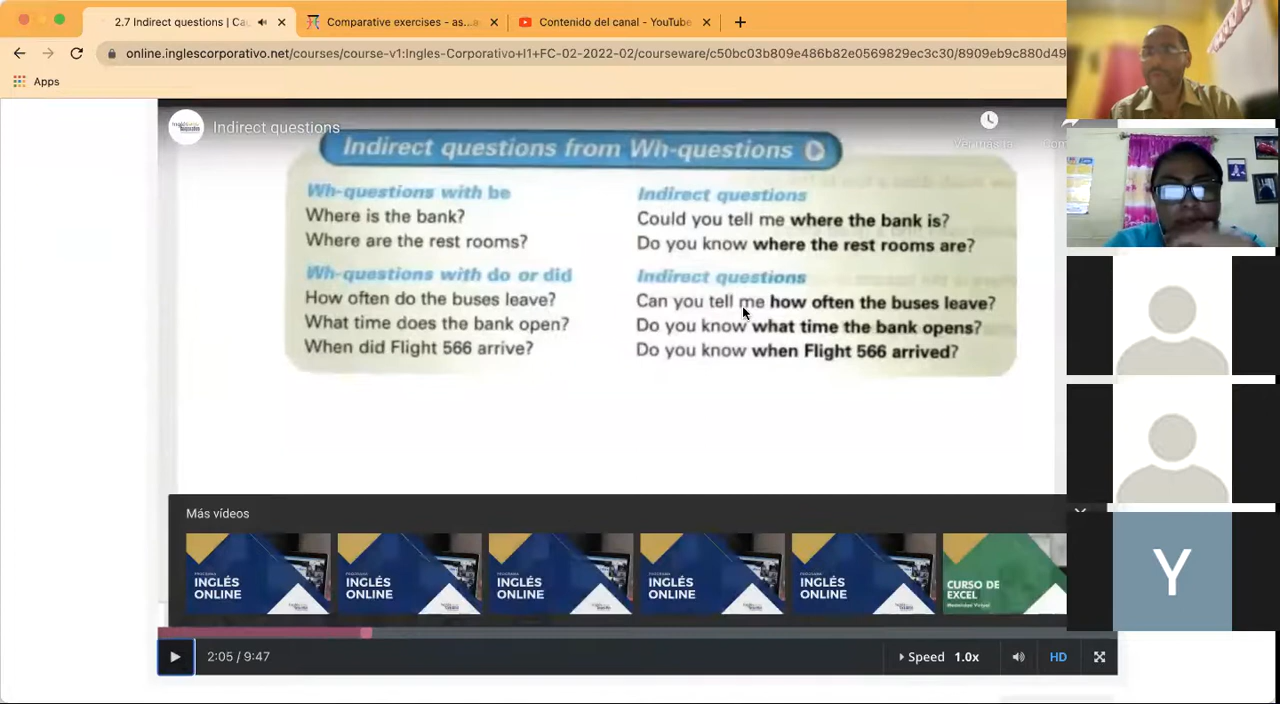 2.7 Indirect questions | Ca
Comparative exercises - as...a
Contenido del canal - YouTube
online.inglescorporativo.net/courses/course-v1:Ingles-Corporativo+I1+FC-02-2022-02/courseware/c50bc03b809e486b82e0569829ec3c30/8909eb9c880d49
Apps
Indirect questions
Indirect questions from Wh-questions
Wh-questions with be
Where is the bank?
Where are the rest rooms?
Wh-questions with do or did
How often do the buses leave?
What time does the bank open?
When did Flight 566 arrive?
Indirect questions
Could you tell me where the bank is?
Do you know where the rest rooms are?
Indirect questions
Can you tell me how often the buses leave?
Do you know what time the bank opens?
Do you know when Flight 566 arrived?
Más vídeos
INGLÉS
ONLINE
INGLÉS
ONLINE
INGLÉS
ONLINE
INGLÉS
ONLINE
INGLÉS
ONLINE
CURSO DE
EXCEL
Y
2:05 / 9:47
Speed 1.0x
HD